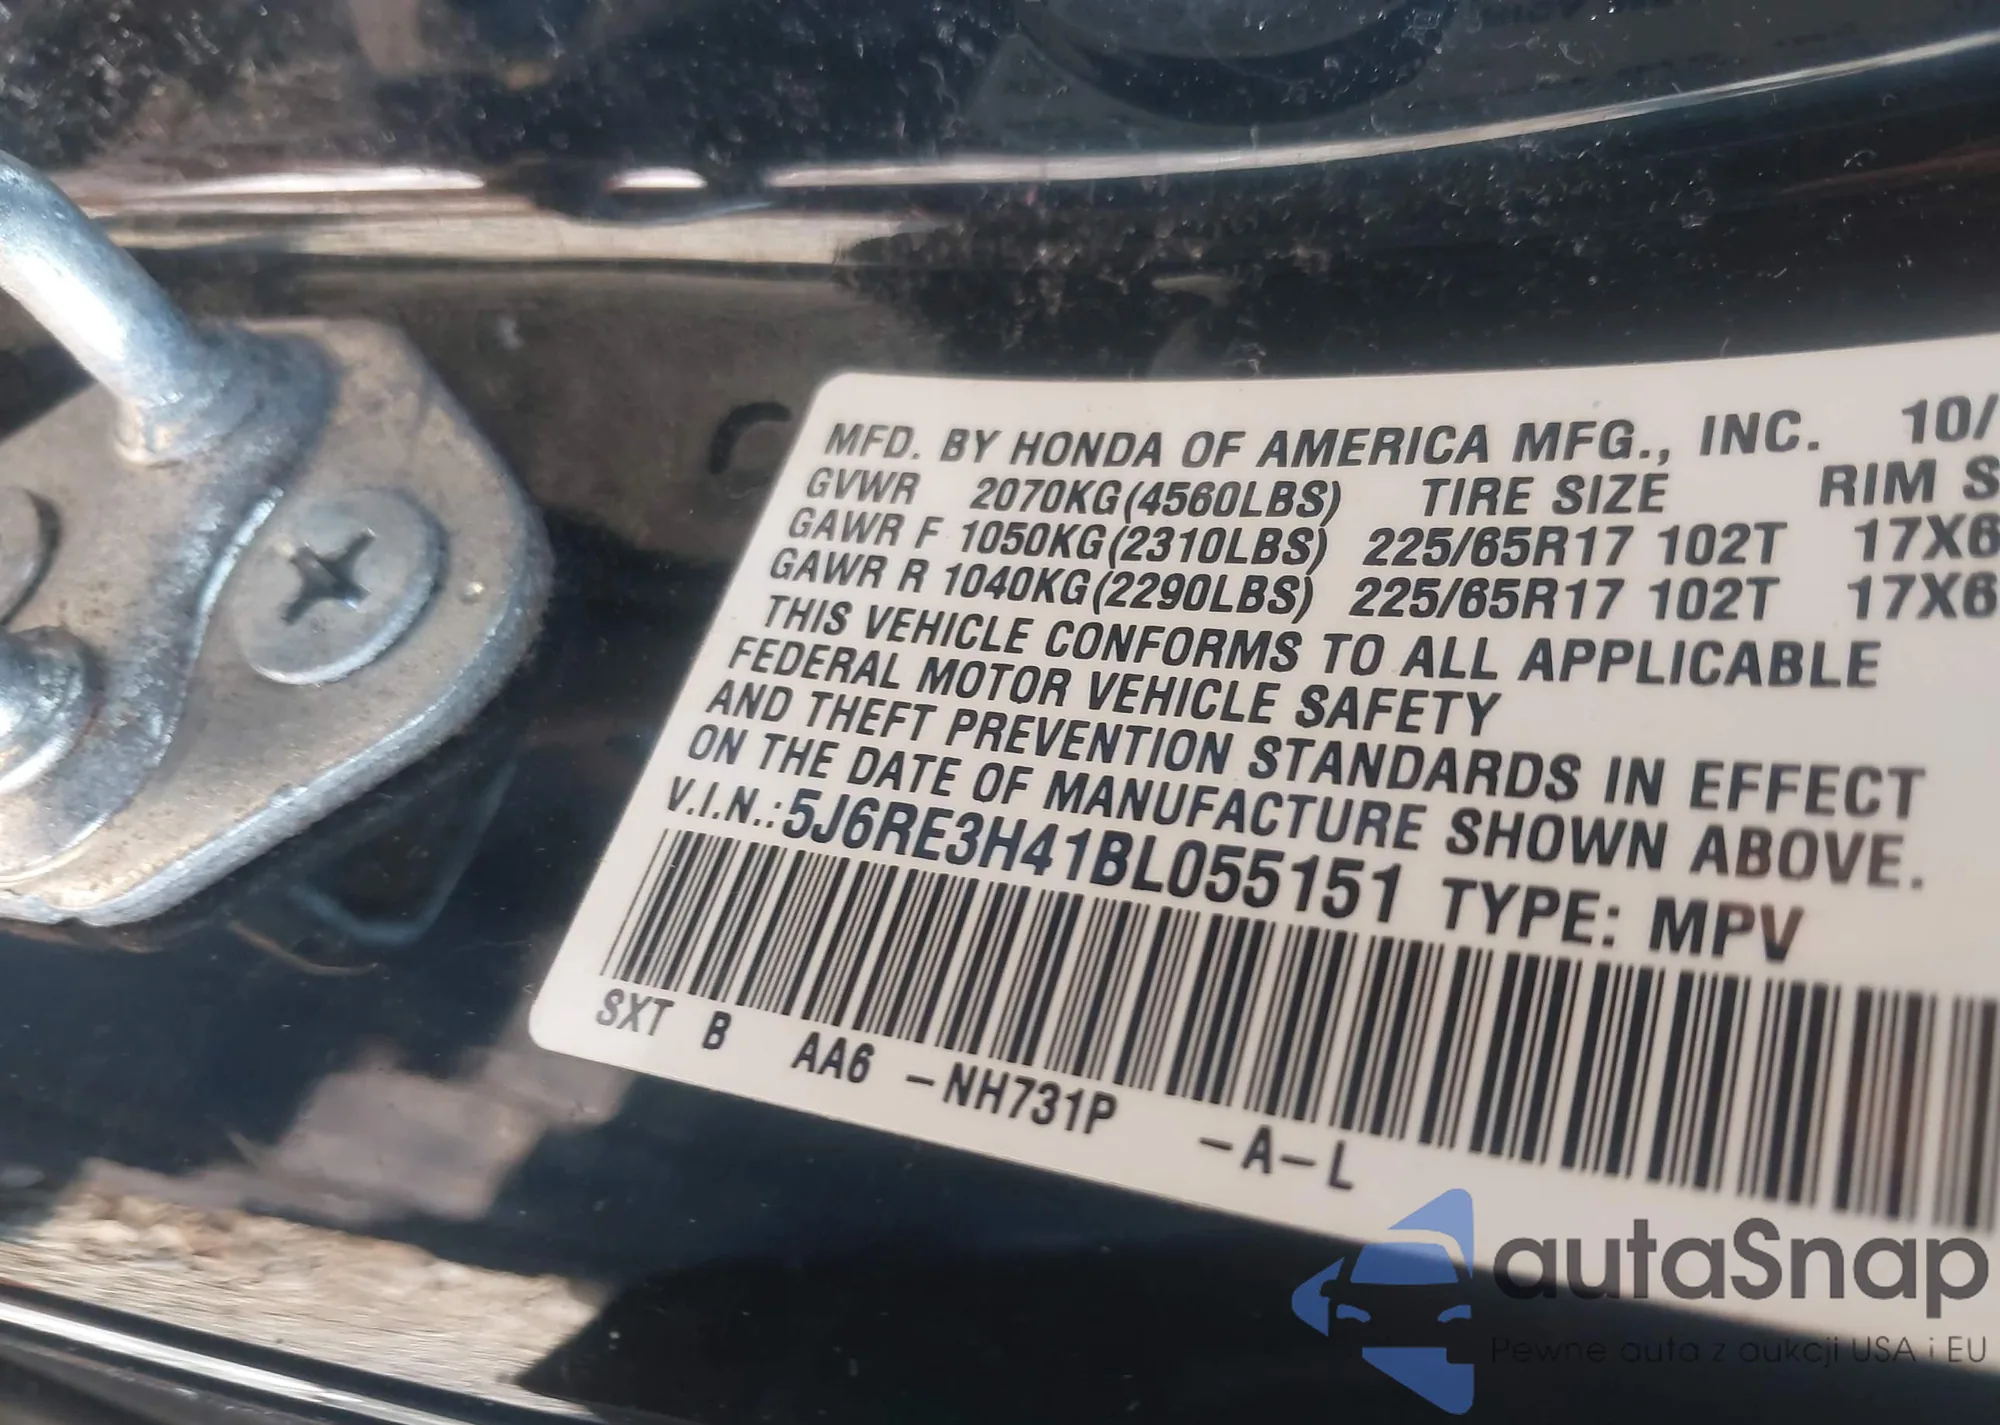 MFD. BY HONDA OF AMERICA MFG., INC. 10/
GVWR 2070KG(4560LBS) TIRE SIZE RIM S
GAWR F 1050KG(2310LBS) 225/65R17 102T 17X6
GAWR R 1040KG(2290LBS) 225/65R17 102T 17X6
THIS VEHICLE CONFORMS TO ALL APPLICABLE
FEDERAL MOTOR VEHICLE SAFETY
AND THEFT PREVENTION STANDARDS IN EFFECT
ON THE DATE OF MANUFACTURE SHOWN ABOVE.
V.I.N.: 5J6RE3H41BL055151 TYPE: MPV
SXT B AA6 -NH731P -A-L
autaSnap
Pewne auta z aukcji USA i EU